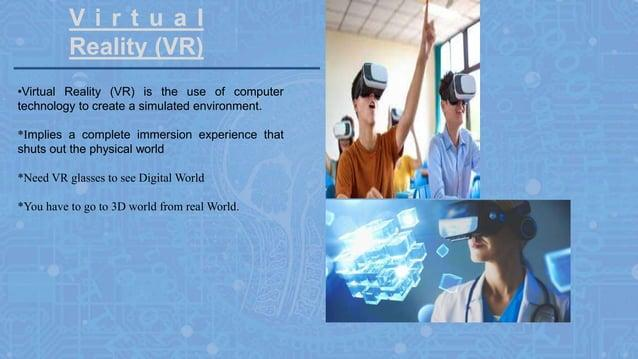 V i r t u a l
Reality (VR)
•Virtual Reality (VR) is the use of computer
technology to create a simulated environment.
*Implies a complete immersion experience that
shuts out the physical world
*Need VR glasses to see Digital World
*You have to go to 3D world from real World.